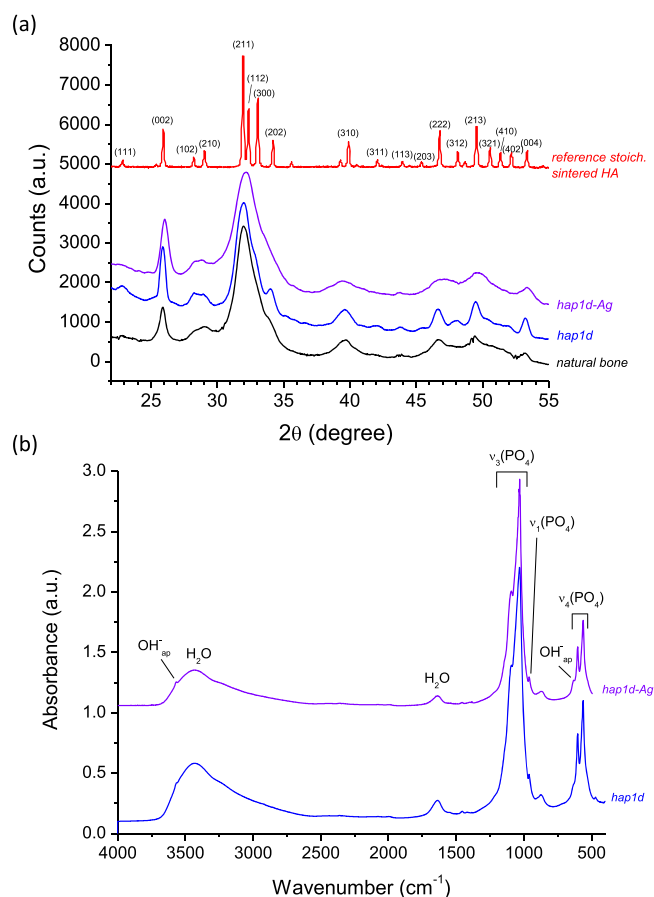 (a)
8000
7000
6000
5000
4000
3000
2000
1000
0
Counts (a.u.)
(111)
(002)
(102)
(210)
(211)
(112)
(300)
(202)
(310)
(311)
(113)
(203)
(222)
(312)
(213)
(321)
(410)
(402)
(004)
reference stoich.
sintered HA
hap1d-Ag
hap1d
natural bone
25 30 35 40 45 50 55
2θ (degree)
(b)
3.0
2.5
2.0
1.5
1.0
0.5
0.0
Absorbance (a.u.)
ν3(PO4)
ν1(PO4)
ν4(PO4)
OH-ap
H2O
H2O
OH-ap
hap1d-Ag
hap1d
4000 3500 3000 2500 2000 1500 1000 500
Wavenumber (cm-1)